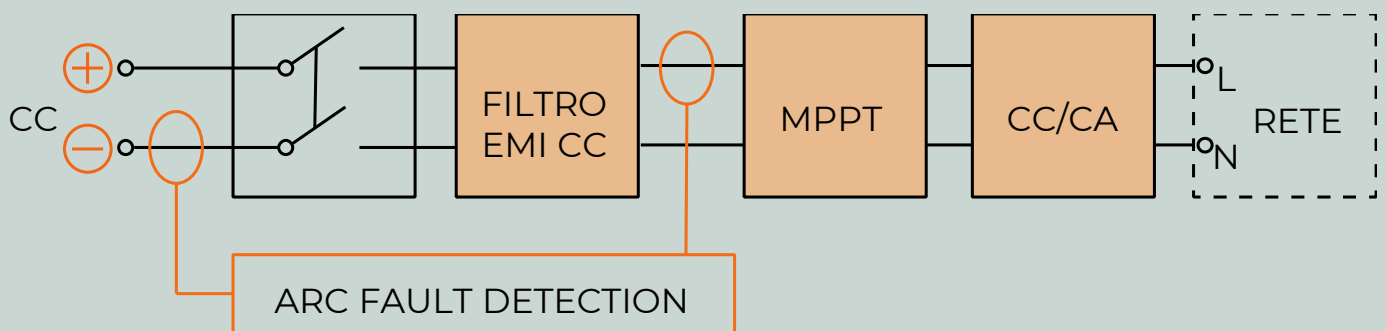 +
CC
−
FILTRO
EMI CC
MPPT
CC/CA
L
N
RETE
ARC FAULT DETECTION